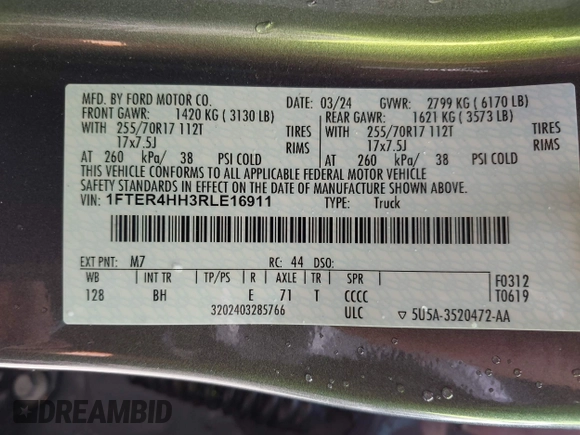 MFD. BY FORD MOTOR CO. DATE: 03/24 GVWR: 2799 KG ( 6170 LB)
FRONT GAWR: 1420 KG ( 3130 LB) REAR GAWR: 1621 KG ( 3573 LB)
WITH 255/70R17 112T TIRES WITH 255/70R17 112T TIRES
17x7.5J RIMS 17x7.5J RIMS
AT 260 kPa/ 38 PSI COLD AT 260 kPa/ 38 PSI COLD
THIS VEHICLE CONFORMS TO ALL APPLICABLE FEDERAL MOTOR VEHICLE
SAFETY STANDARDS IN EFFECT ON THE DATE OF MANUFACTURE SHOWN ABOVE.
VIN: 1FTER4HH3RLE16911 TYPE: Truck
EXT PNT: M7 RC: 44 DSO:
WB INT TR TP/PS R AXLE TR SPR F0312
128 BH E 71 T CCCC T0619
3202403285766 ULC ▽ 5U5A-3520472-AA
DREAMBID